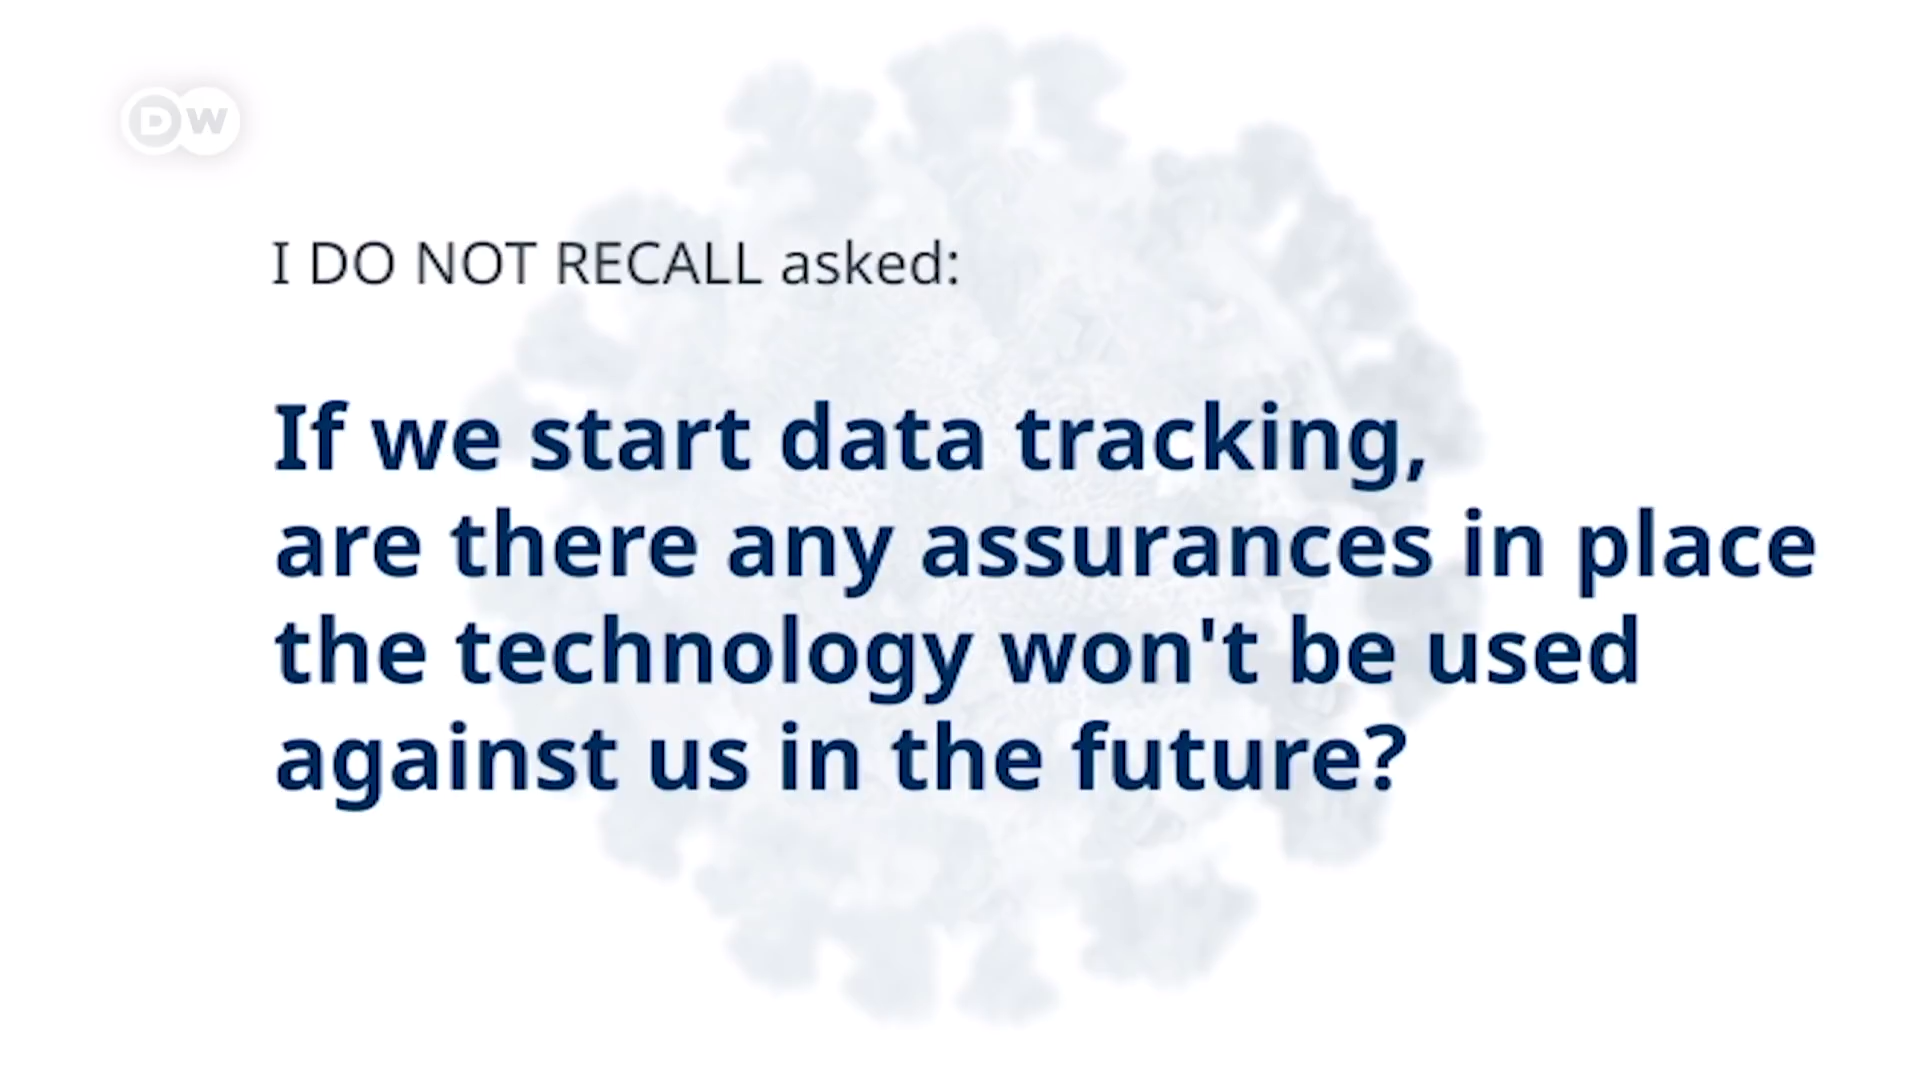 DW
I DO NOT RECALL asked:
If we start data tracking,
are there any assurances in place
the technology won't be used
against us in the future?